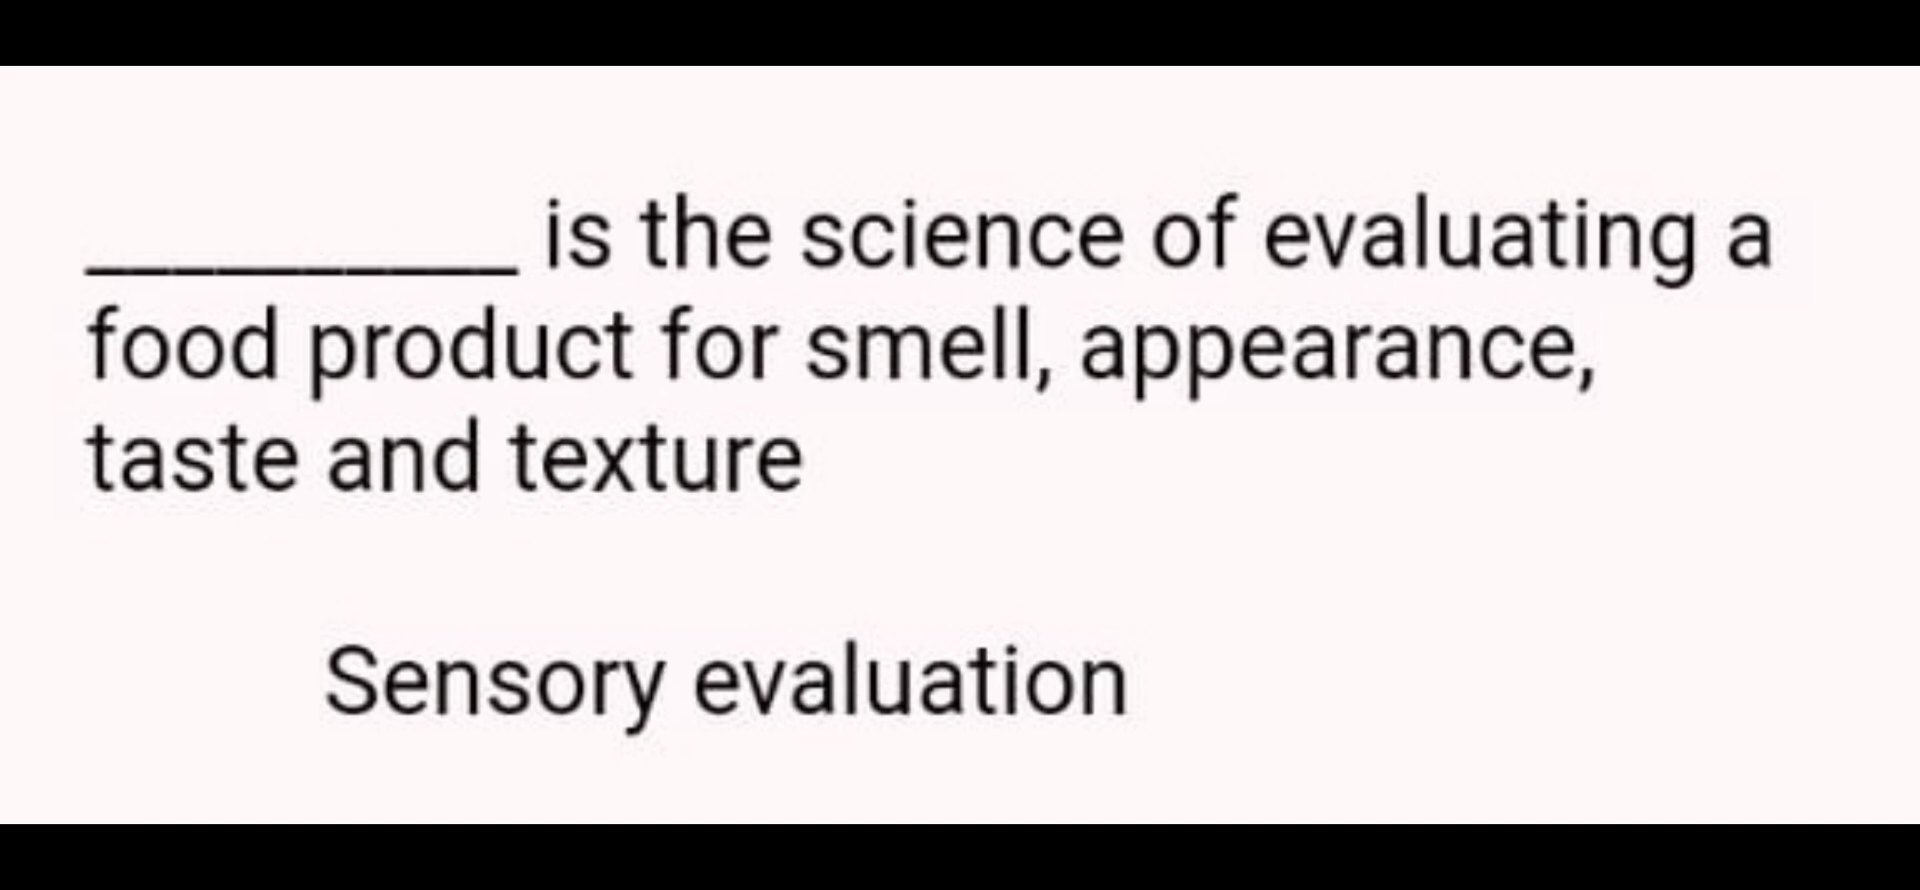 __________ is the science of evaluating a
food product for smell, appearance,
taste and texture
Sensory evaluation